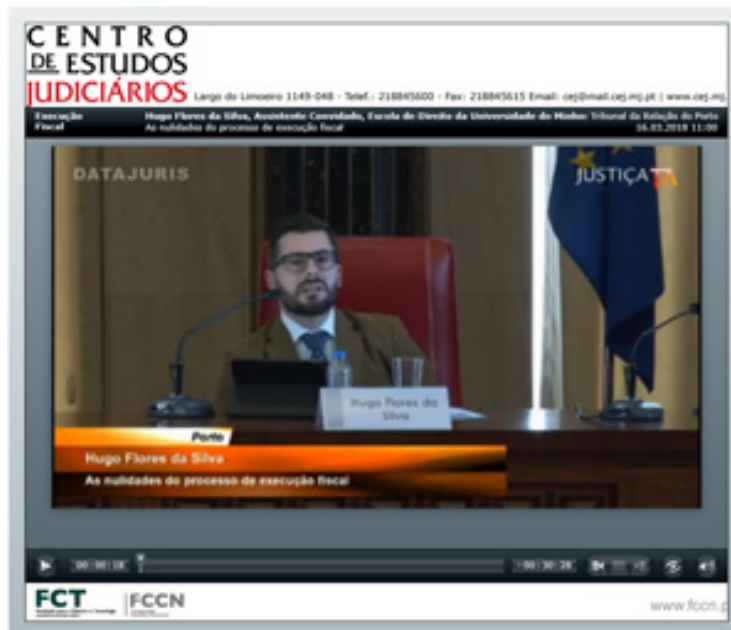 CENTRO
DE ESTUDOS
JUDICIÁRIOS Largo do Limoeiro 1149-048 - Telef.: 218845600 - Fax: 218845615 Email: cej@mail.cej.mj.pt | www.cej.mj.
Execução Fiscal
Hugo Flores da Silva, Assistente Convidado, Escola de Direito da Universidade do Minho: Tribunal da Relação do Porto
As nulidades do processo de execução fiscal 16.03.2018 11:00
DATAJURIS JUSTIÇA TV
Hugo Flores da
Silva
Porto
Hugo Flores da Silva
As nulidades do processo de execução fiscal
00:00:18 -00:30:28
FCT FCCN
www.fccn.p